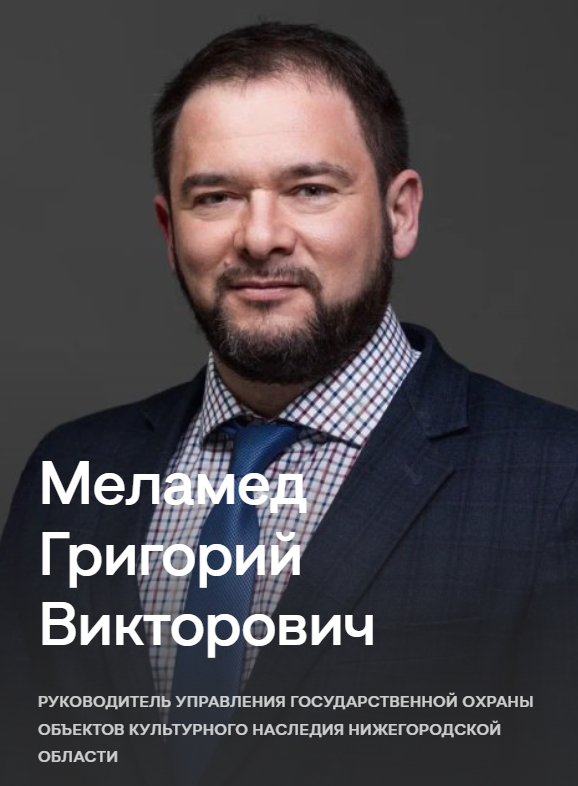 Меламед
Григорий
Викторович
РУКОВОДИТЕЛЬ УПРАВЛЕНИЯ ГОСУДАРСТВЕННОЙ ОХРАНЫ
ОБЪЕКТОВ КУЛЬТУРНОГО НАСЛЕДИЯ НИЖЕГОРОДСКОЙ
ОБЛАСТИ